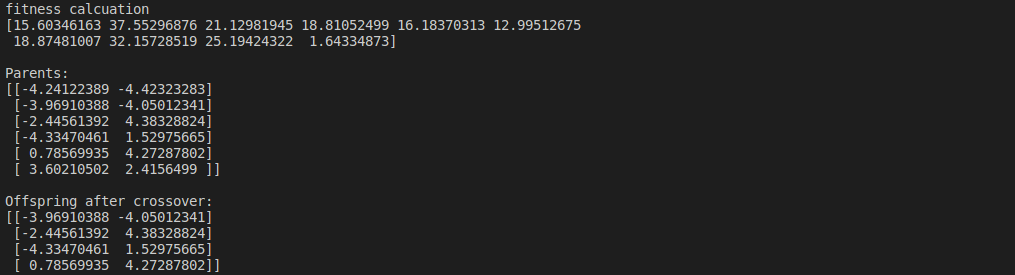 fitness calcuation
[15.60346163 37.55296876 21.12981945 18.81052499 16.18370313 12.99512675
 18.87481007 32.15728519 25.19424322  1.64334873]

Parents:
[[-4.24122389 -4.42323283]
 [-3.96910388 -4.05012341]
 [-2.44561392  4.38328824]
 [-4.33470461  1.52975665]
 [ 0.78569935  4.27287802]
 [ 3.60210502  2.4156499 ]]

Offspring after crossover:
[[-3.96910388 -4.05012341]
 [-2.44561392  4.38328824]
 [-4.33470461  1.52975665]
 [ 0.78569935  4.27287802]]